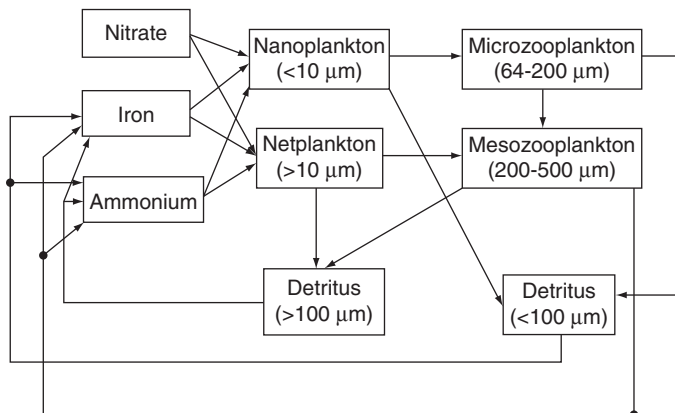 Nitrate
Nanoplankton
(<10 μm)
Microzooplankton
(64-200 μm)
Iron
Netplankton
(>10 μm)
Mesozooplankton
(200-500 μm)
Ammonium
Detritus
(>100 μm)
Detritus
(<100 μm)